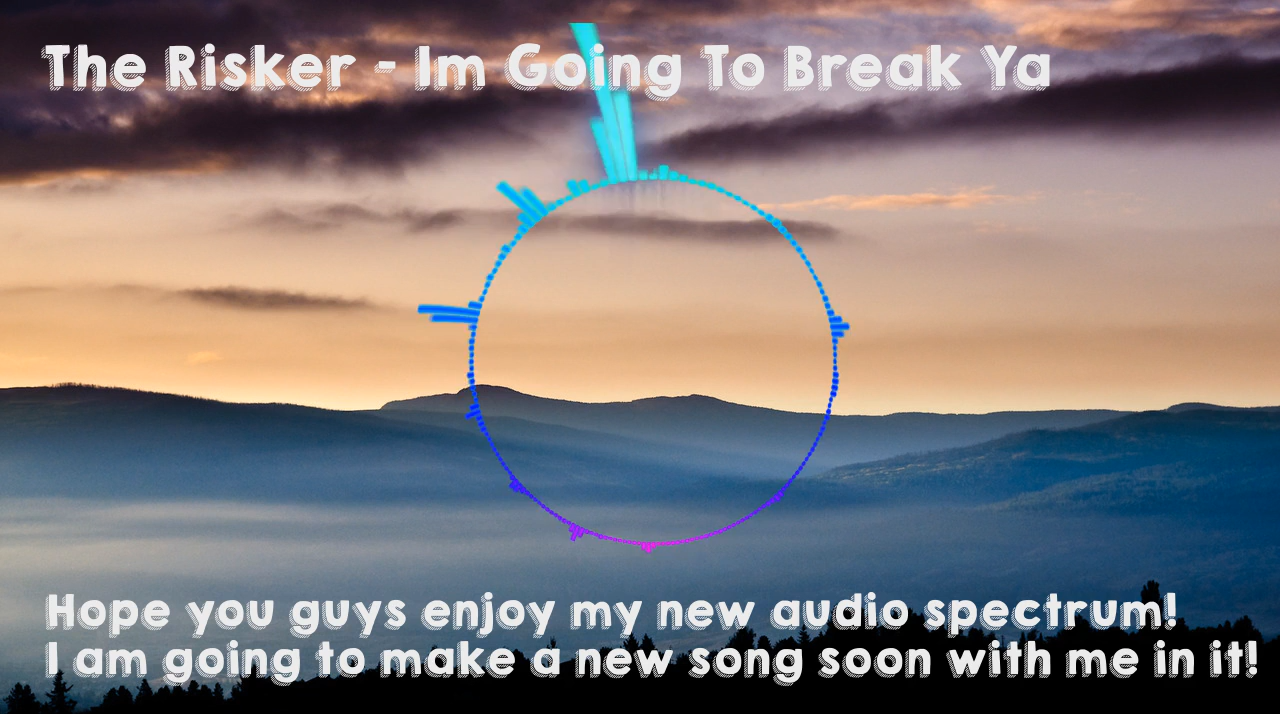 The Risker - Im Going To Break Ya
Hope you guys enjoy my new audio spectrum!
I am going to make a new song soon with me in it!